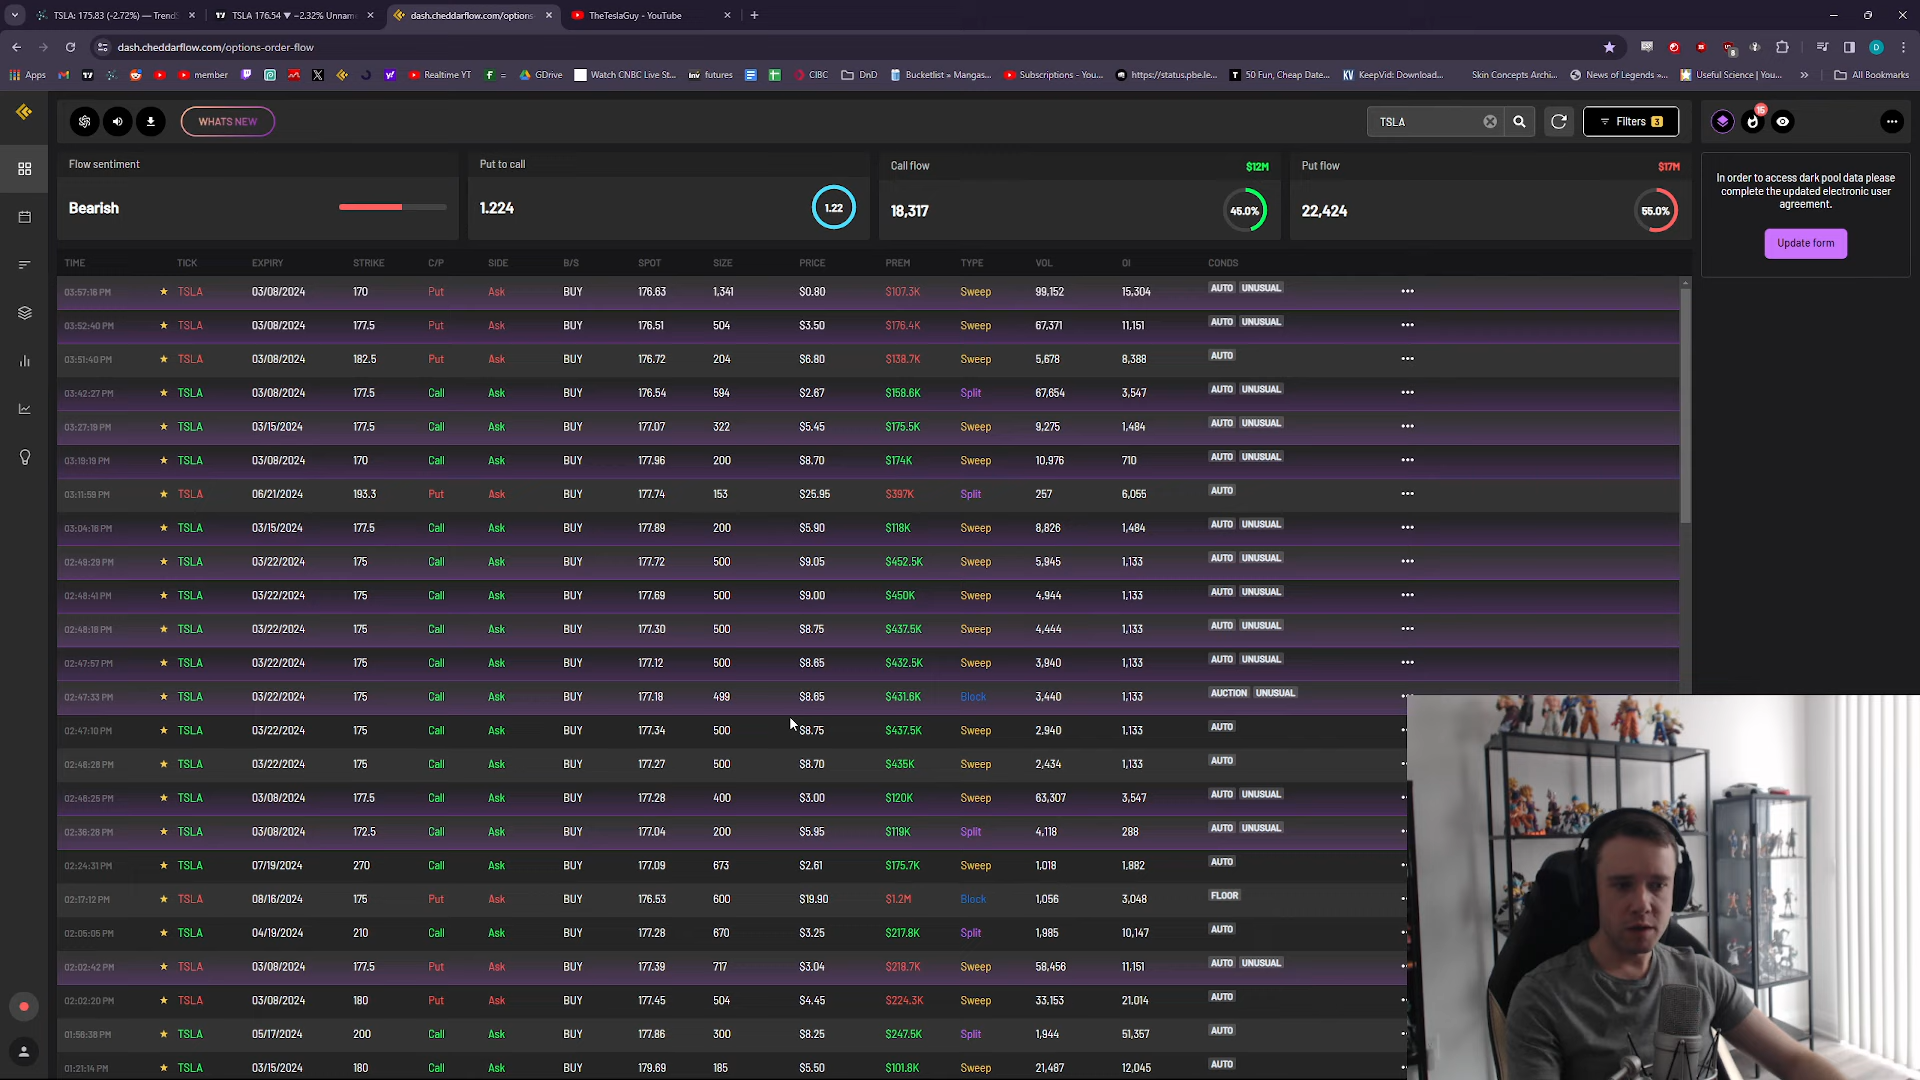 TSLA: 175.83 (-2.72%) — TrendS
TSLA 176.54 ▼ −2.32% Unnam
dash.cheddarflow.com/options-
TheTeslaGuy - YouTube
dash.cheddarflow.com/options-order-flow
Apps
member
Realtime YT
=
GDrive
Watch CNBC Live St...
inv futures
CIBC
DnD
Bucketlist » Mangas...
Subscriptions - You...
https://status.pbe.le...
50 Fun, Cheap Date...
KV KeepVid: Download...
Skin Concepts Archi...
News of Legends »...
Useful Science | You...
»
All Bookmarks
WHATS NEW
TSLA
Filters 3
15
Flow sentiment
Bearish
Put to call
1.224
1.22
Call flow $12M
18,317
45.0%
Put flow $17M
22,424
55.0%
In order to access dark pool data please
complete the updated electronic user
agreement.
Update form
TIME TICK EXPIRY STRIKE C/P SIDE B/S SPOT SIZE PRICE PREM TYPE VOL OI CONDS
03:57:16 PM TSLA 03/08/2024 170 Put Ask BUY 176.63 1,341 $0.80 $107.3K Sweep 99,152 15,304 AUTO UNUSUAL
03:52:40 PM TSLA 03/08/2024 177.5 Put Ask BUY 176.51 504 $3.50 $176.4K Sweep 67,371 11,151 AUTO UNUSUAL
03:51:40 PM TSLA 03/08/2024 182.5 Put Ask BUY 176.72 204 $6.80 $138.7K Sweep 5,678 8,388 AUTO
03:42:27 PM TSLA 03/08/2024 177.5 Call Ask BUY 176.54 594 $2.67 $158.6K Split 67,654 3,547 AUTO UNUSUAL
03:27:19 PM TSLA 03/15/2024 177.5 Call Ask BUY 177.07 322 $5.45 $175.5K Sweep 9,275 1,484 AUTO UNUSUAL
03:19:19 PM TSLA 03/08/2024 170 Call Ask BUY 177.96 200 $8.70 $174K Sweep 10,976 710 AUTO UNUSUAL
03:11:59 PM TSLA 06/21/2024 193.3 Put Ask BUY 177.74 153 $25.95 $397K Split 257 6,055 AUTO
03:04:16 PM TSLA 03/15/2024 177.5 Call Ask BUY 177.89 200 $5.90 $118K Sweep 8,826 1,484 AUTO UNUSUAL
02:49:29 PM TSLA 03/22/2024 175 Call Ask BUY 177.72 500 $9.05 $452.5K Sweep 5,945 1,133 AUTO UNUSUAL
02:48:41 PM TSLA 03/22/2024 175 Call Ask BUY 177.69 500 $9.00 $450K Sweep 4,944 1,133 AUTO UNUSUAL
02:48:18 PM TSLA 03/22/2024 175 Call Ask BUY 177.30 500 $8.75 $437.5K Sweep 4,444 1,133 AUTO UNUSUAL
02:47:57 PM TSLA 03/22/2024 175 Call Ask BUY 177.12 500 $8.65 $432.5K Sweep 3,940 1,133 AUTO UNUSUAL
02:47:33 PM TSLA 03/22/2024 175 Call Ask BUY 177.18 499 $8.65 $431.6K Block 3,440 1,133 AUCTION UNUSUAL
02:47:10 PM TSLA 03/22/2024 175 Call Ask BUY 177.34 500 $8.75 $437.5K Sweep 2,940 1,133 AUTO
02:46:28 PM TSLA 03/22/2024 175 Call Ask BUY 177.27 500 $8.70 $435K Sweep 2,434 1,133 AUTO
02:46:25 PM TSLA 03/08/2024 177.5 Call Ask BUY 177.28 400 $3.00 $120K Sweep 63,307 3,547 AUTO UNUSUAL
02:36:28 PM TSLA 03/08/2024 172.5 Call Ask BUY 177.04 200 $5.95 $119K Split 4,118 288 AUTO UNUSUAL
02:24:31 PM TSLA 07/19/2024 270 Call Ask BUY 177.09 673 $2.61 $175.7K Sweep 1,018 1,882 AUTO
02:17:12 PM TSLA 08/16/2024 175 Put Ask BUY 176.53 600 $19.90 $1.2M Block 1,056 3,048 FLOOR
02:05:05 PM TSLA 04/19/2024 210 Call Ask BUY 177.28 670 $3.25 $217.8K Split 1,985 10,147 AUTO
02:02:42 PM TSLA 03/08/2024 177.5 Put Ask BUY 177.39 717 $3.04 $218.7K Sweep 58,456 11,151 AUTO UNUSUAL
02:02:20 PM TSLA 03/08/2024 180 Put Ask BUY 177.45 504 $4.45 $224.3K Sweep 33,153 21,014 AUTO
01:56:38 PM TSLA 05/17/2024 200 Call Ask BUY 177.86 300 $8.25 $247.5K Split 1,944 51,357 AUTO
01:21:14 PM TSLA 03/15/2024 180 Call Ask BUY 179.69 185 $5.50 $101.8K Sweep 21,487 12,045 AUTO